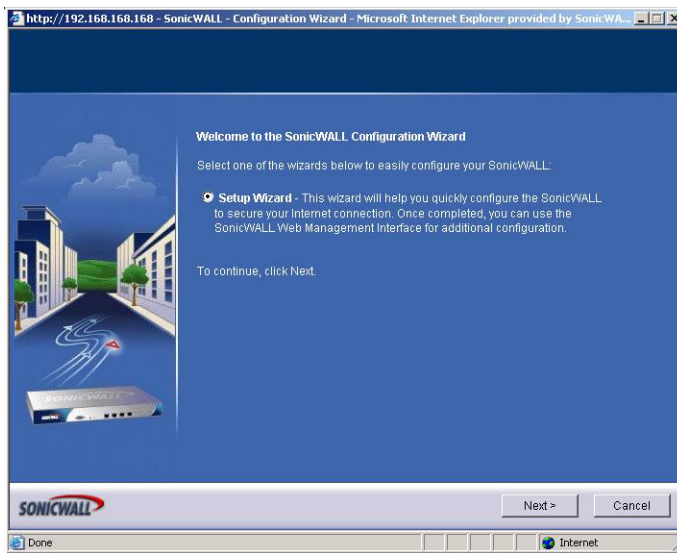 http://192.168.168.168 - SonicWALL - Configuration Wizard - Microsoft Internet Explorer provided by SonicWA...
Welcome to the SonicWALL Configuration Wizard
Select one of the wizards below to easily configure your SonicWALL:
Setup Wizard - This wizard will help you quickly configure the SonicWALL
to secure your Internet connection. Once completed, you can use the
SonicWALL Web Management Interface for additional configuration.
To continue, click Next.
SONICWALL
SONICWALL
Next >
Cancel
Done
Internet